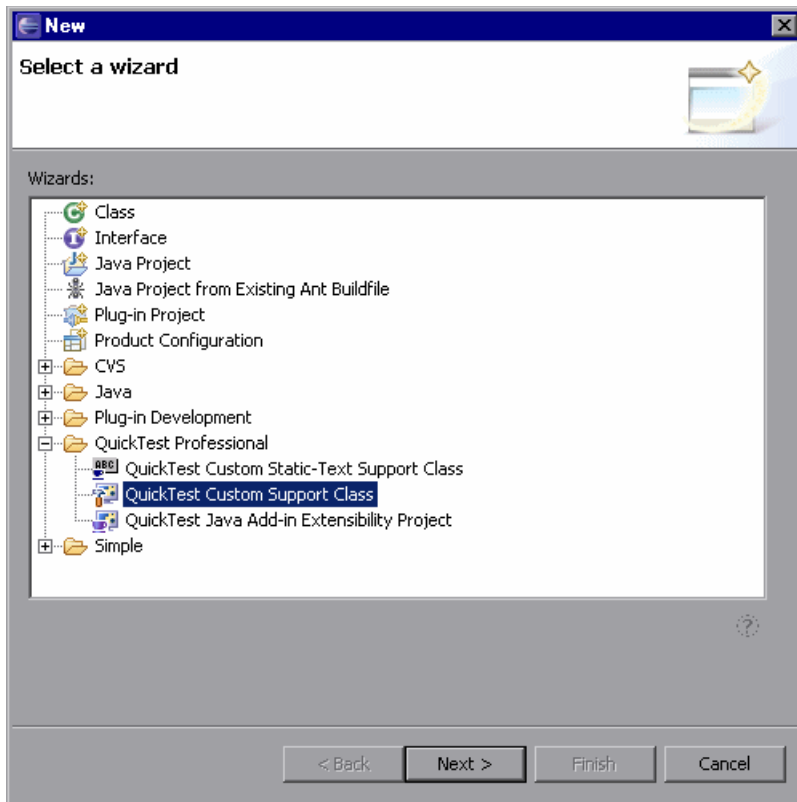 New
Select a wizard
Wizards:
Class
Interface
Java Project
Java Project from Existing Ant Buildfile
Plug-in Project
Product Configuration
CVS
Java
Plug-in Development
QuickTest Professional
ABC
QuickTest Custom Static-Text Support Class
QuickTest Custom Support Class
QuickTest Java Add-in Extensibility Project
Simple
?
< Back Next > Finish Cancel